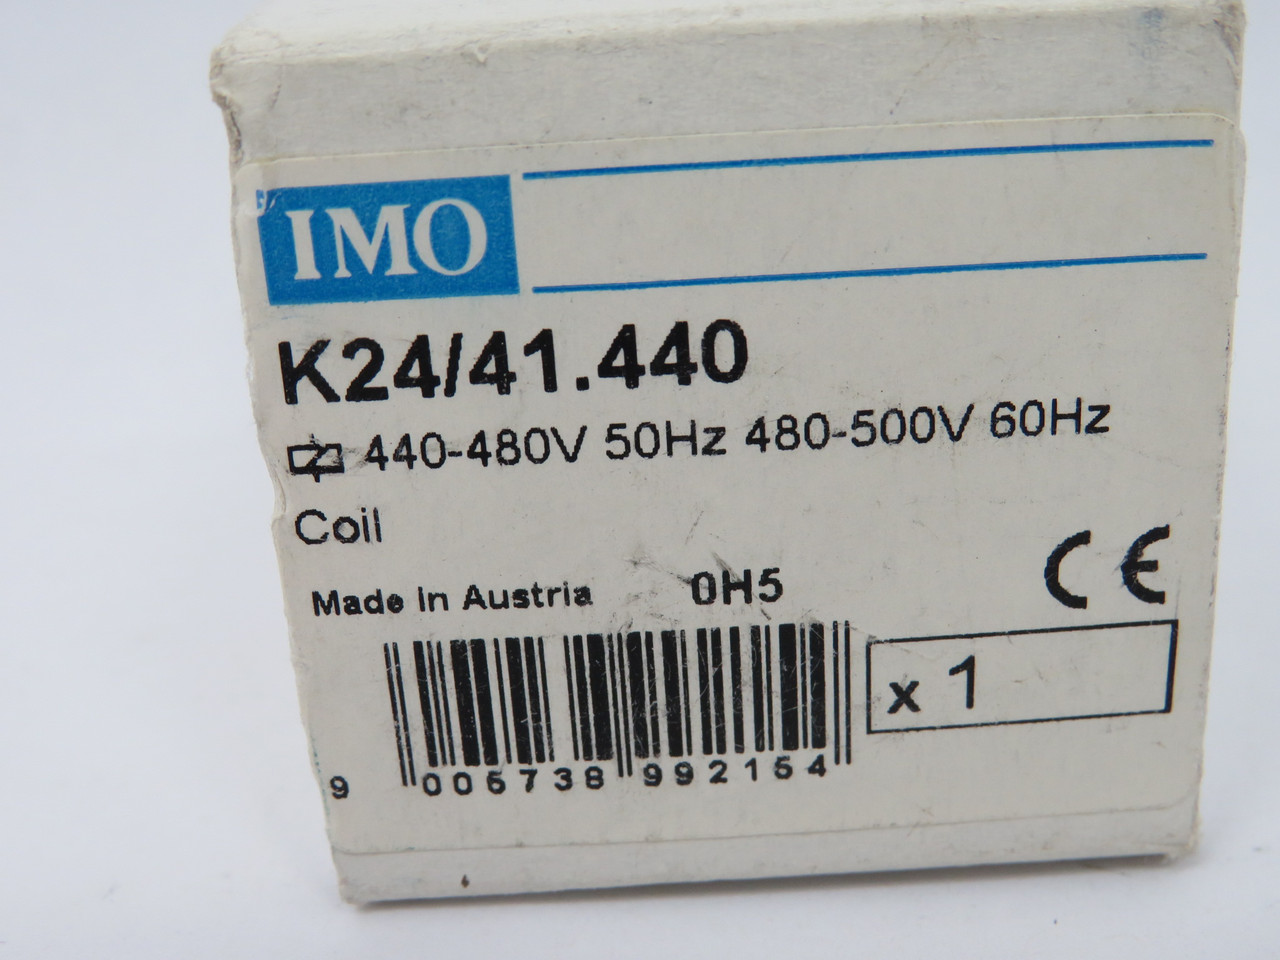 IMO
K24/41.440
440-480V 50Hz 480-500V 60Hz
Coil
Made In Austria 0H5
CE
x 1
9 005738 992154